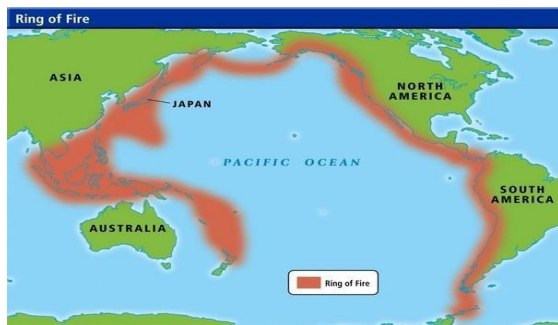 Ring of Fire
ASIA
JAPAN
NORTH
AMERICA
PACIFIC OCEAN
SOUTH
AMERICA
AUSTRALIA
Ring of Fire